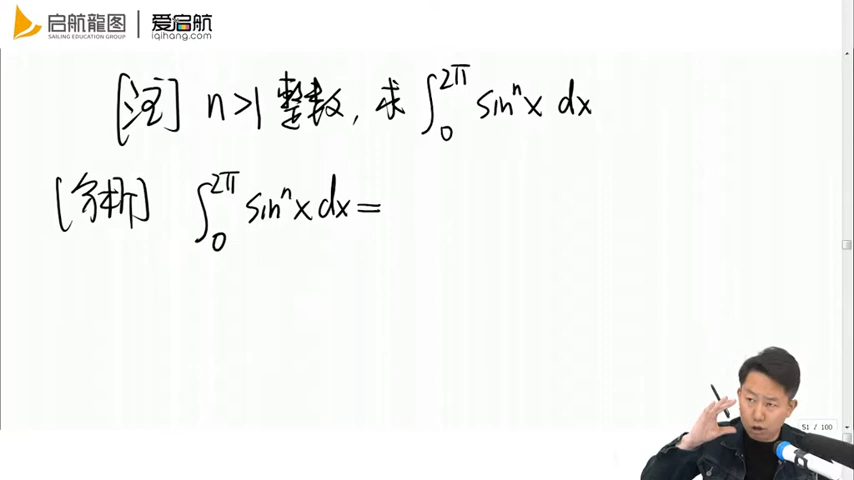 启航龍图 爱启航
SAILING EDUCATION GROUP iqihang.com
[注] n>1 整数, 求 ∫₀^2π sinⁿx dx
[分析] ∫₀^2π sinⁿx dx =
51 / 100